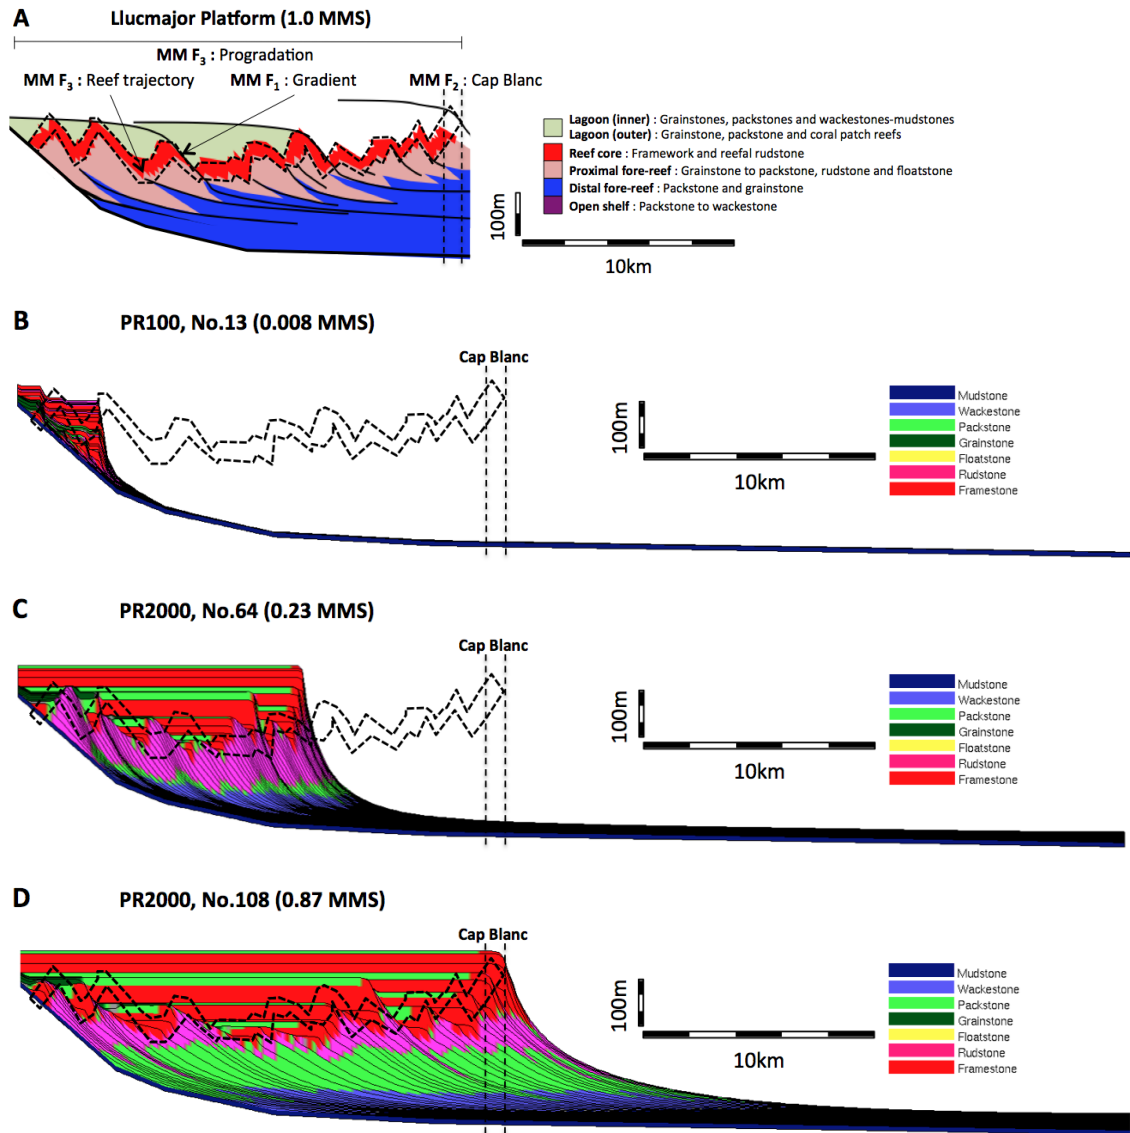 A
Llucmajor Platform (1.0 MMS)
MM F3 : Progradation
MM F3 : Reef trajectory
MM F1 : Gradient
MM F2 : Cap Blanc
Lagoon (inner) : Grainstones, packstones and wackestones-mudstones
Lagoon (outer) : Grainstone, packstone and coral patch reefs
Reef core : Framework and reefal rudstone
Proximal fore-reef : Grainstone to packstone, rudstone and floatstone
Distal fore-reef : Packstone and grainstone
Open shelf : Packstone to wackestone
100m
10km
B
PR100, No.13 (0.008 MMS)
Cap Blanc
100m
10km
Mudstone
Wackestone
Packstone
Grainstone
Floatstone
Rudstone
Framestone
C
PR2000, No.64 (0.23 MMS)
Cap Blanc
100m
10km
Mudstone
Wackestone
Packstone
Grainstone
Floatstone
Rudstone
Framestone
D
PR2000, No.108 (0.87 MMS)
Cap Blanc
100m
10km
Mudstone
Wackestone
Packstone
Grainstone
Floatstone
Rudstone
Framestone